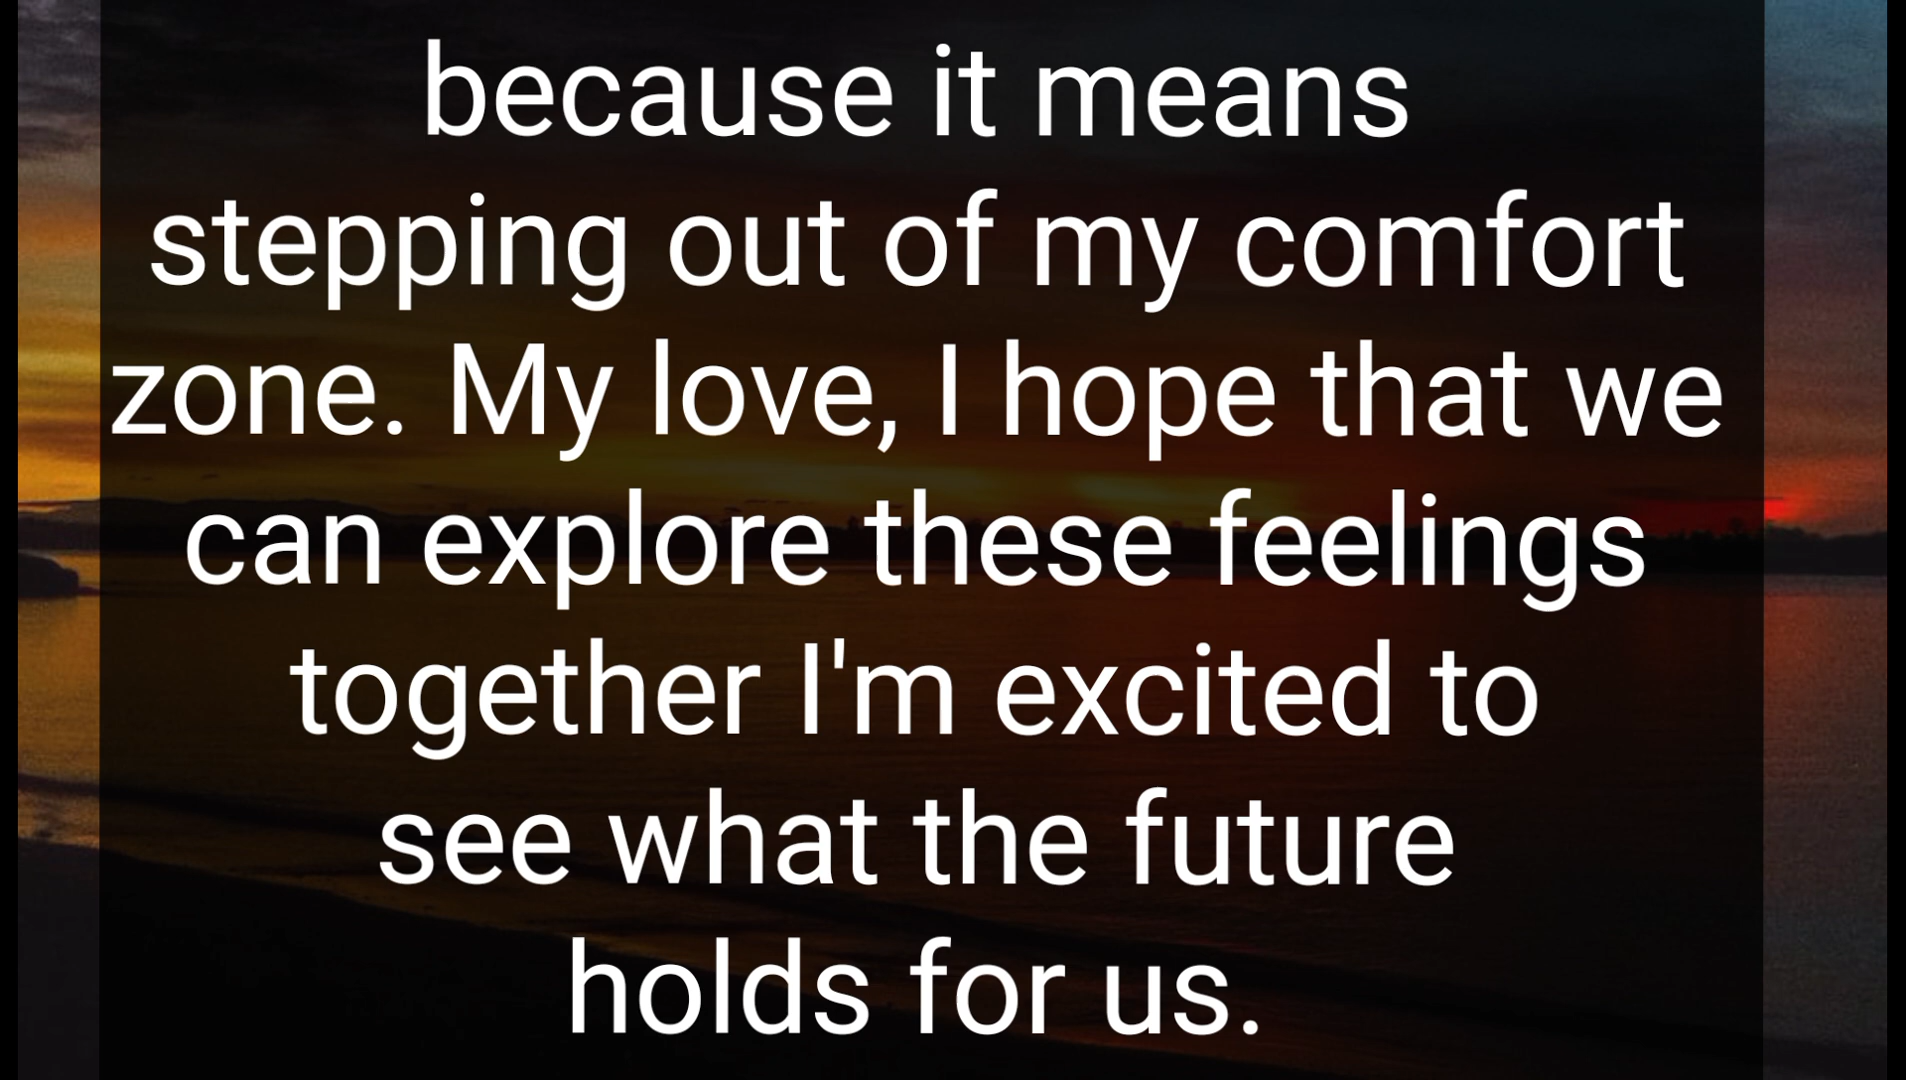 because it means
stepping out of my comfort
zone. My love, I hope that we
can explore these feelings
together I'm excited to
see what the future
holds for us.